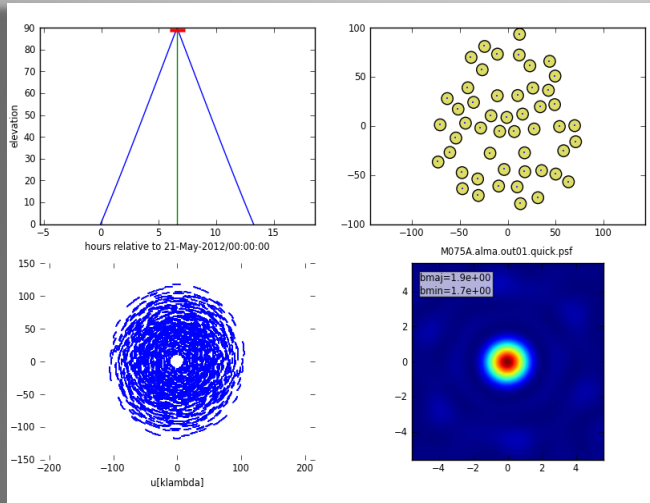 90
80
70
60
50
40
30
20
10
0
elevation
−5 0 5 10 15
hours relative to 21-May-2012/00:00:00
100
50
0
−50
−100
−100 −50 0 50 100
M075A.alma.out01.quick.psf
150
100
50
0
−50
−100
−150
−200 −100 0 100 200
u[klambda]
bmaj=1.9e+00
bmin=1.7e+00
4
2
0
−2
−4
−4 −2 0 2 4